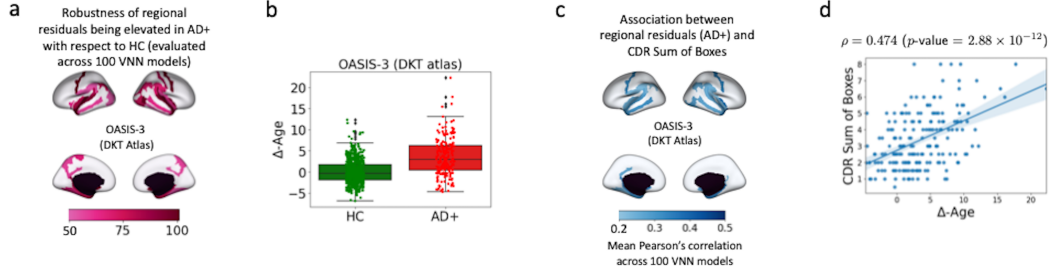 a
Robustness of regional
residuals being elevated in AD+
with respect to HC (evaluated
across 100 VNN models)
OASIS-3
(DKT Atlas)
50 75 100
b
OASIS-3 (DKT atlas)
Δ-Age
20
15
10
5
0
−5
HC AD+
c
Association between
regional residuals (AD+) and
CDR Sum of Boxes
OASIS-3
(DKT Atlas)
0.2 0.3 0.4 0.5
Mean Pearson's correlation
across 100 VNN models
d
ρ = 0.474 (p-value = 2.88 × 10⁻¹²)
CDR Sum of Boxes
8
7
6
5
4
3
2
1
0 5 10 15 20
Δ-Age